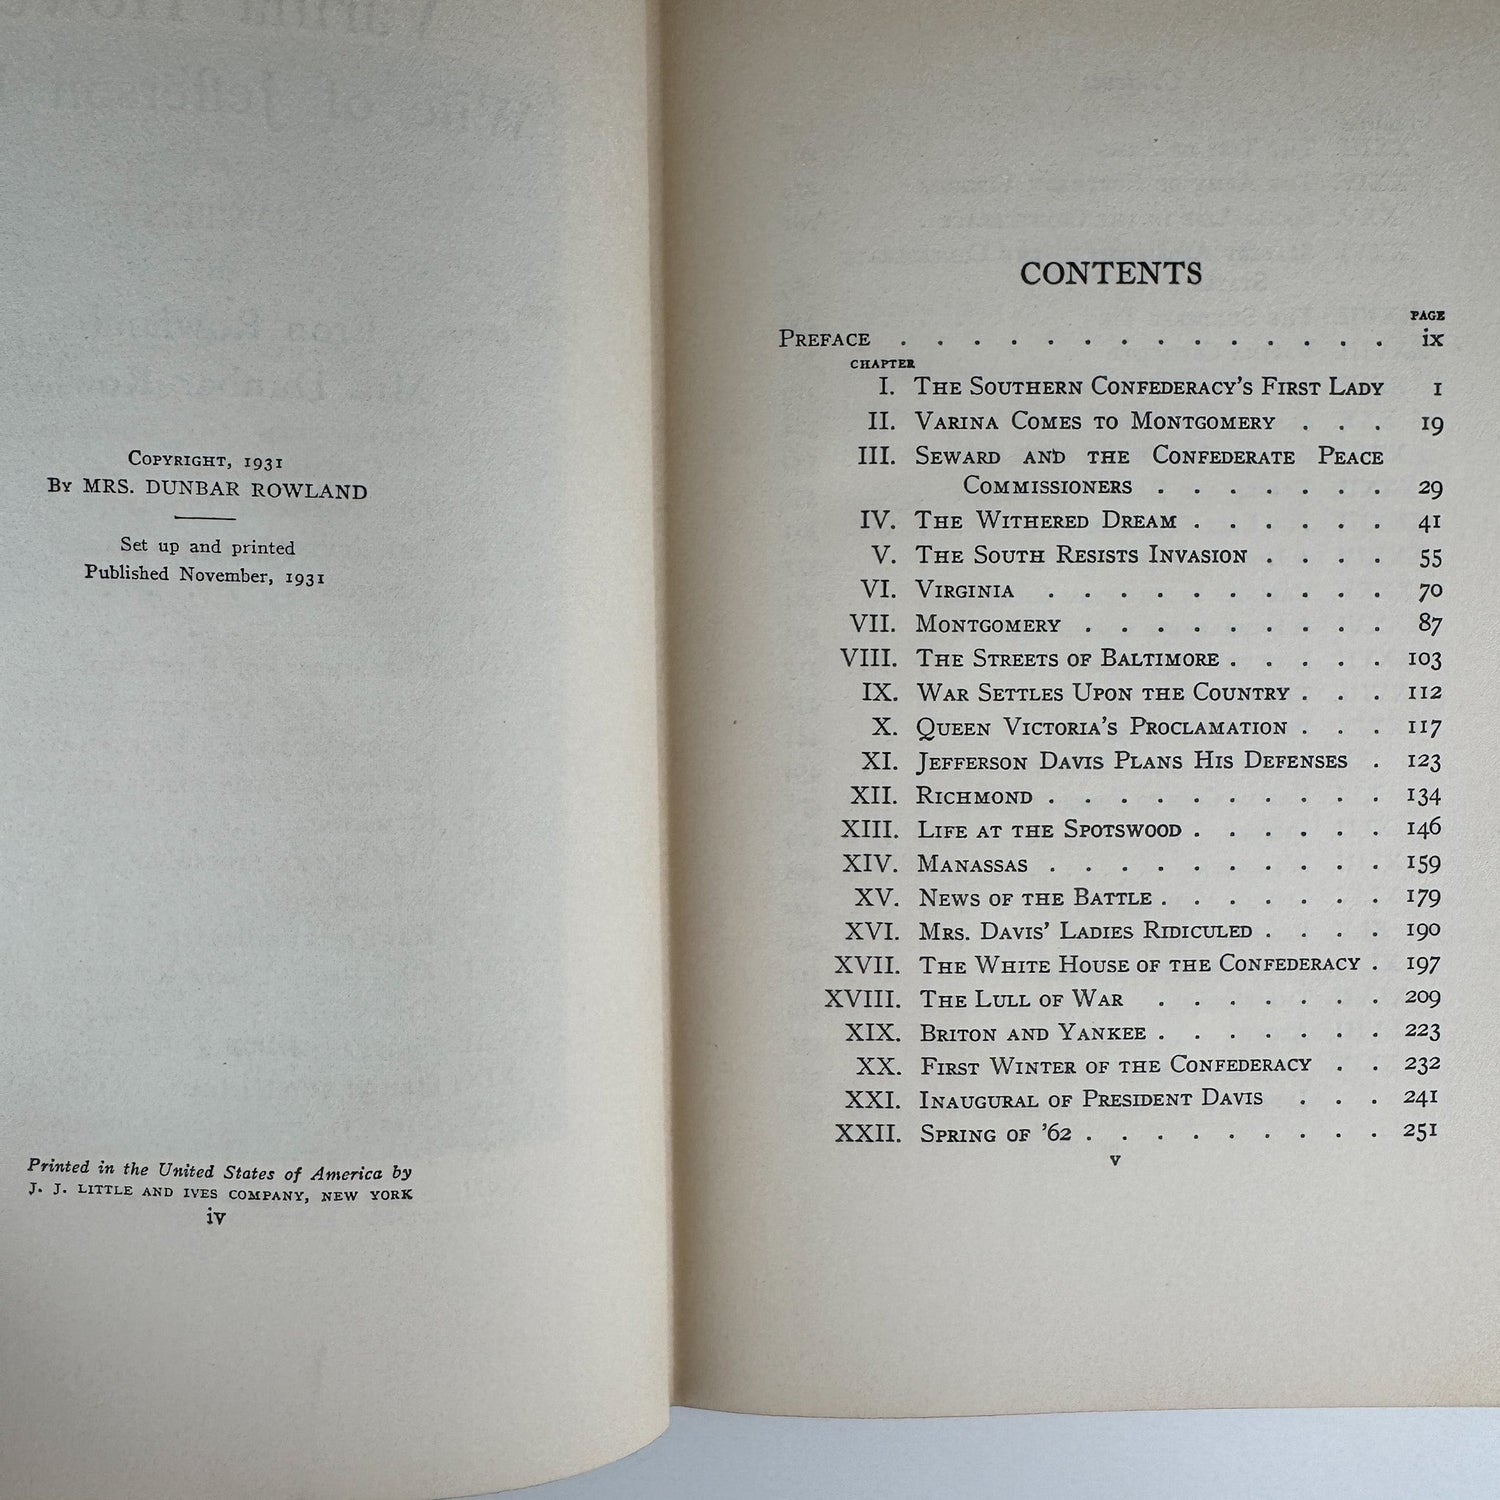 COPYRIGHT, 1931
BY MRS. DUNBAR ROWLAND
Set up and printed
Published November, 1931
Printed in the United States of America by
J. J. LITTLE AND IVES COMPANY, NEW YORK
iv
CONTENTS
PAGE
PREFACE . . . . . . . . . . . . . . ix
CHAPTER
I. THE SOUTHERN CONFEDERACY'S FIRST LADY 1
II. VARINA COMES TO MONTGOMERY . . . 19
III. SEWARD AND THE CONFEDERATE PEACE
COMMISSIONERS . . . . . . . 29
IV. THE WITHERED DREAM . . . . . . 41
V. THE SOUTH RESISTS INVASION . . . . 55
VI. VIRGINIA . . . . . . . . . . 70
VII. MONTGOMERY . . . . . . . . . 87
VIII. THE STREETS OF BALTIMORE . . . . . 103
IX. WAR SETTLES UPON THE COUNTRY . . . 112
X. QUEEN VICTORIA'S PROCLAMATION . . . 117
XI. JEFFERSON DAVIS PLANS HIS DEFENSES . 123
XII. RICHMOND . . . . . . . . . . 134
XIII. LIFE AT THE SPOTSWOOD . . . . . . 146
XIV. MANASSAS . . . . . . . . . . 159
XV. NEWS OF THE BATTLE . . . . . . . 179
XVI. MRS. DAVIS' LADIES RIDICULED . . . . 190
XVII. THE WHITE HOUSE OF THE CONFEDERACY . 197
XVIII. THE LULL OF WAR . . . . . . . 209
XIX. BRITON AND YANKEE . . . . . . . 223
XX. FIRST WINTER OF THE CONFEDERACY . . 232
XXI. INAUGURAL OF PRESIDENT DAVIS . . . 241
XXII. SPRING OF '62 . . . . . . . . . 251
v